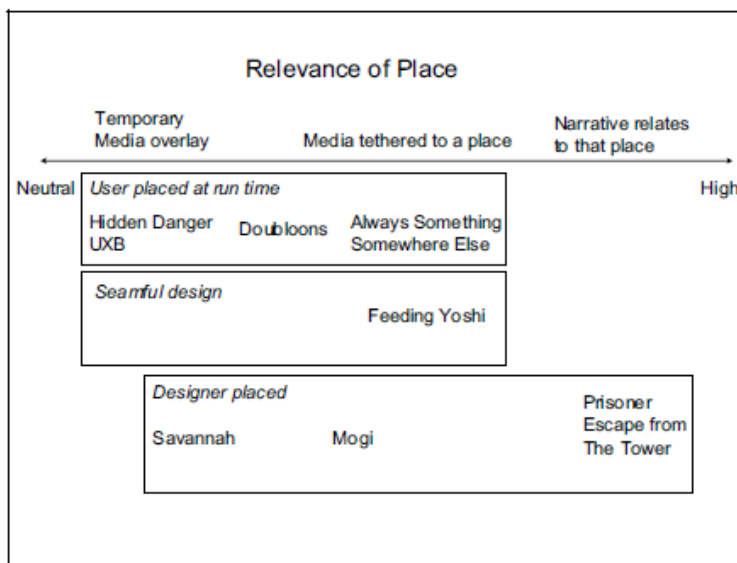 Relevance of Place
Temporary
Media overlay
Media tethered to a place
Narrative relates
to that place
Neutral
High
User placed at run time
Hidden Danger
UXB
Doubloons
Always Something
Somewhere Else
Seamful design
Feeding Yoshi
Designer placed
Savannah
Mogi
Prisoner
Escape from
The Tower